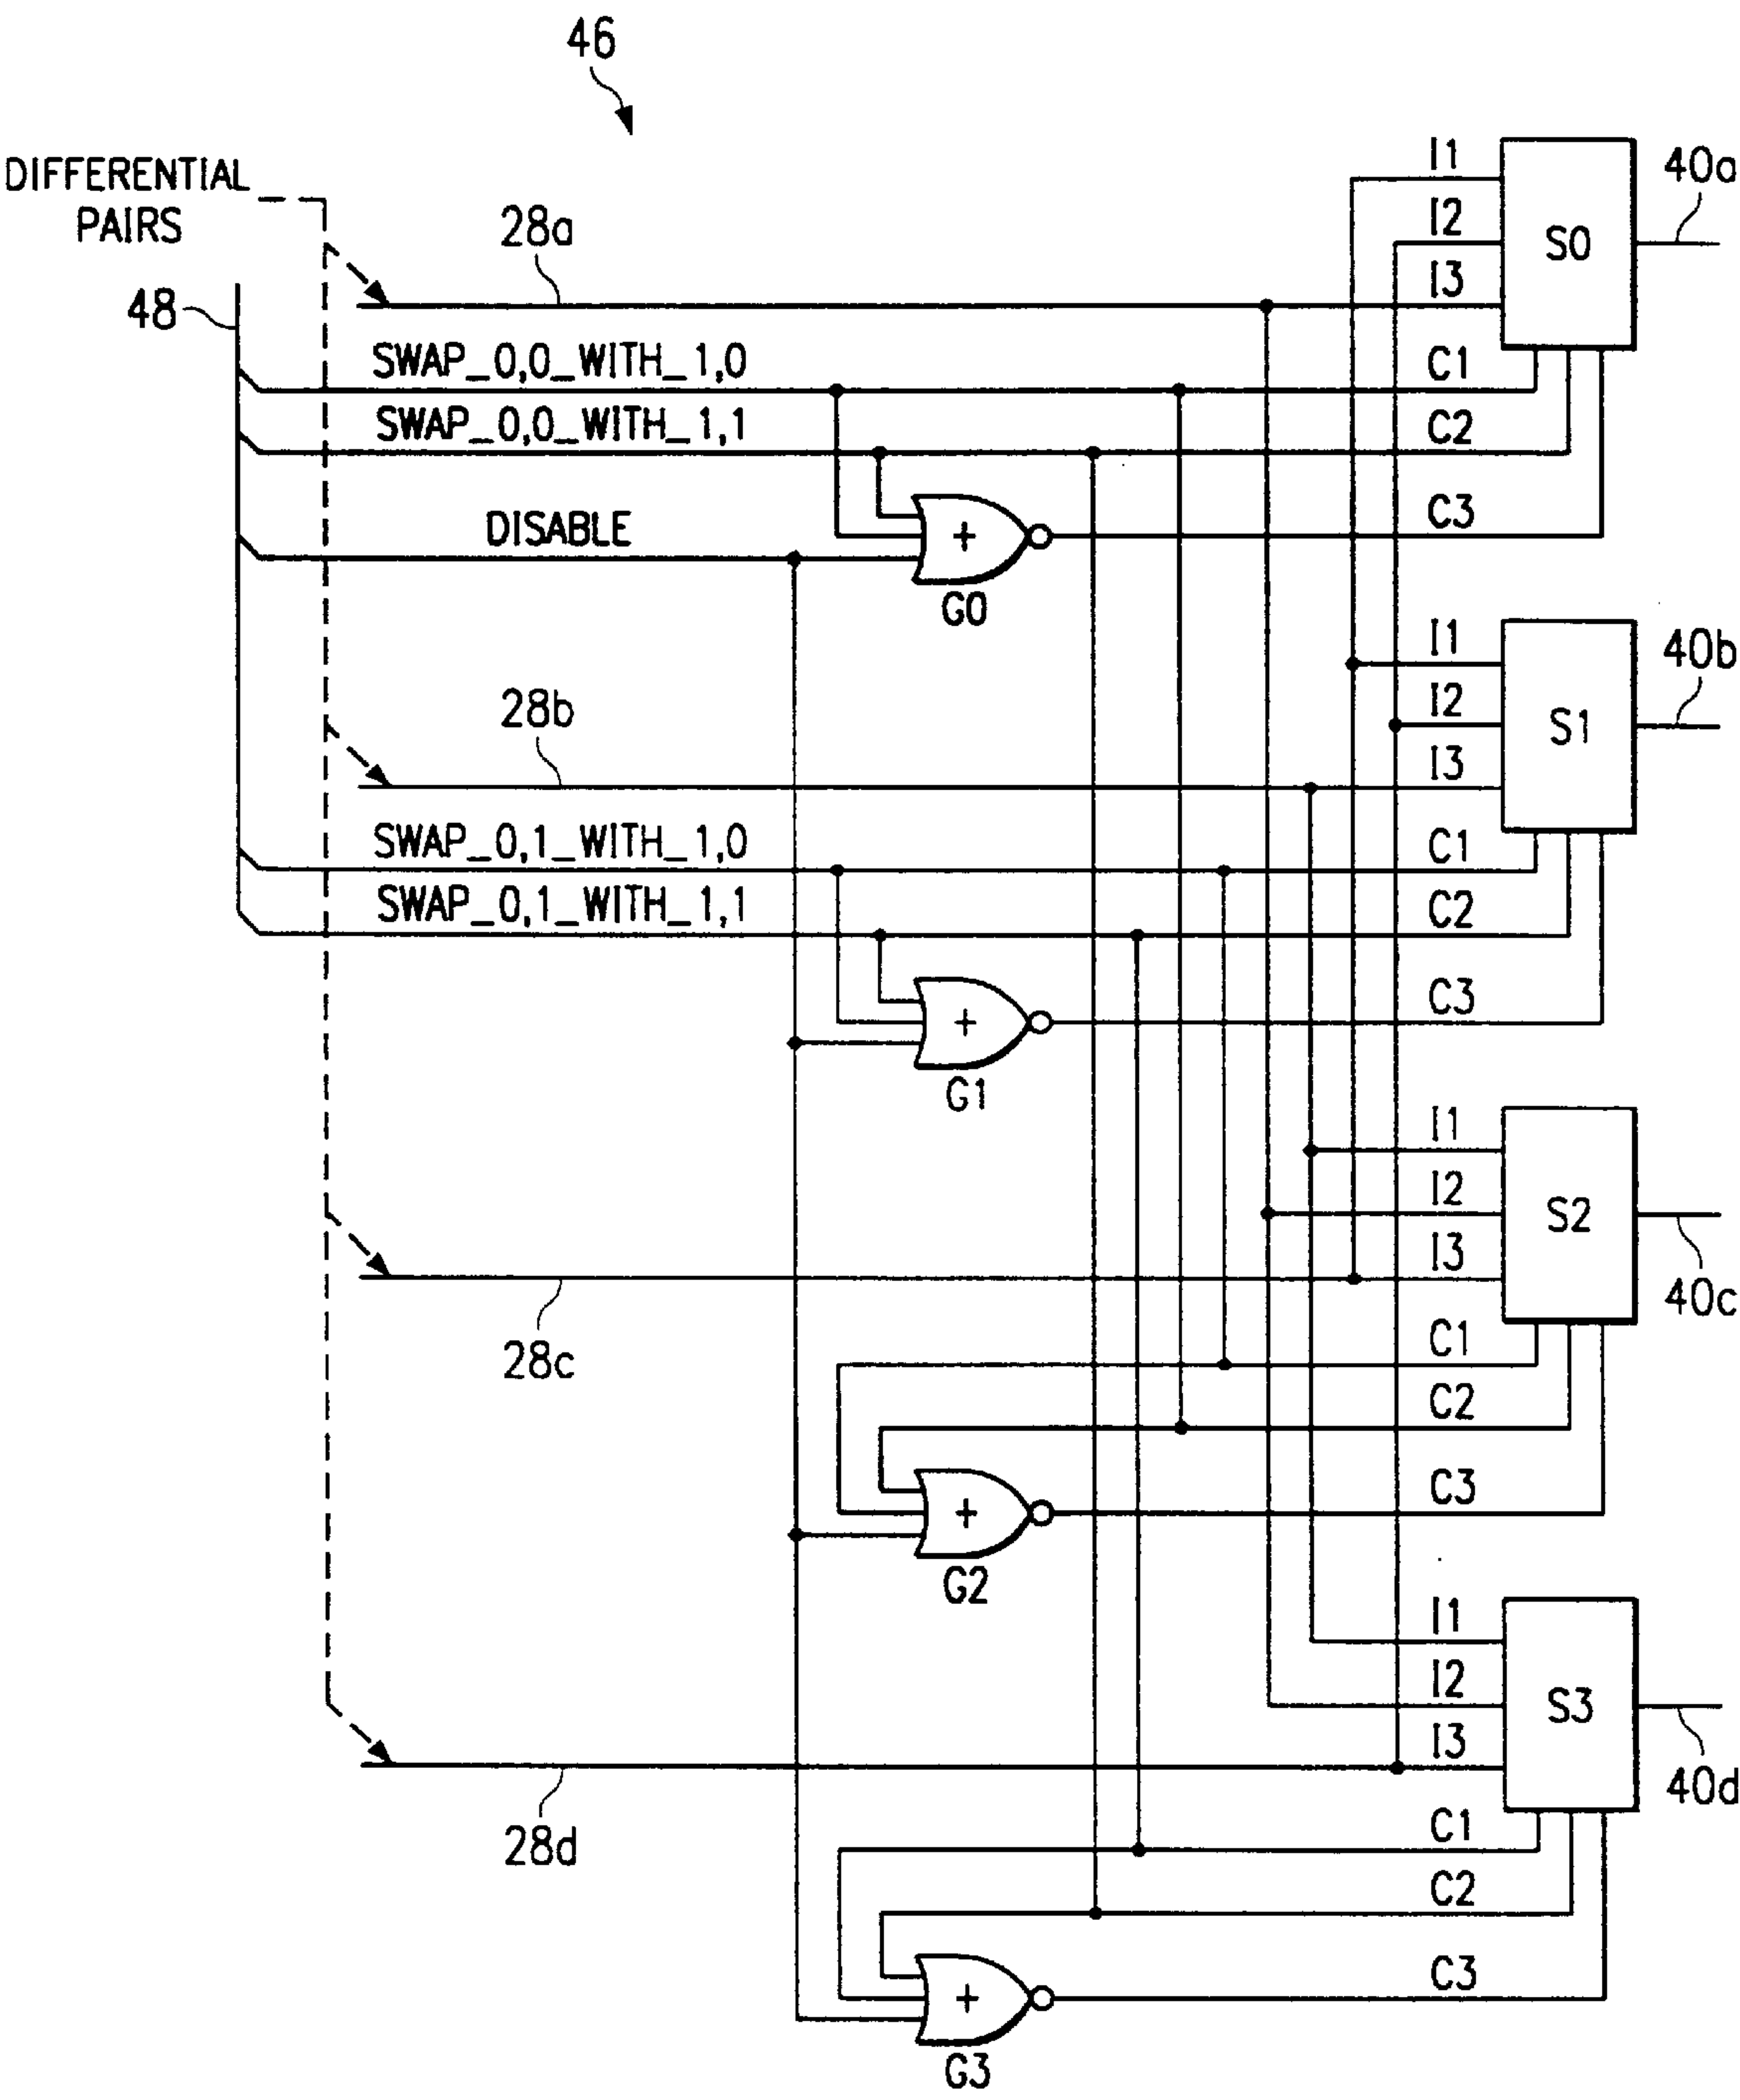 46
DIFFERENTIAL
PAIRS
28a
48
SWAP_0,0_WITH_1,0
SWAP_0,0_WITH_1,1
DISABLE
+
G0
I1
I2
I3
S0
40a
C1
C2
C3
28b
SWAP_0,1_WITH_1,0
SWAP_0,1_WITH_1,1
+
G1
I1
I2
I3
S1
40b
C1
C2
C3
28c
+
G2
I1
I2
I3
S2
40c
C1
C2
C3
28d
+
G3
I1
I2
I3
S3
40d
C1
C2
C3